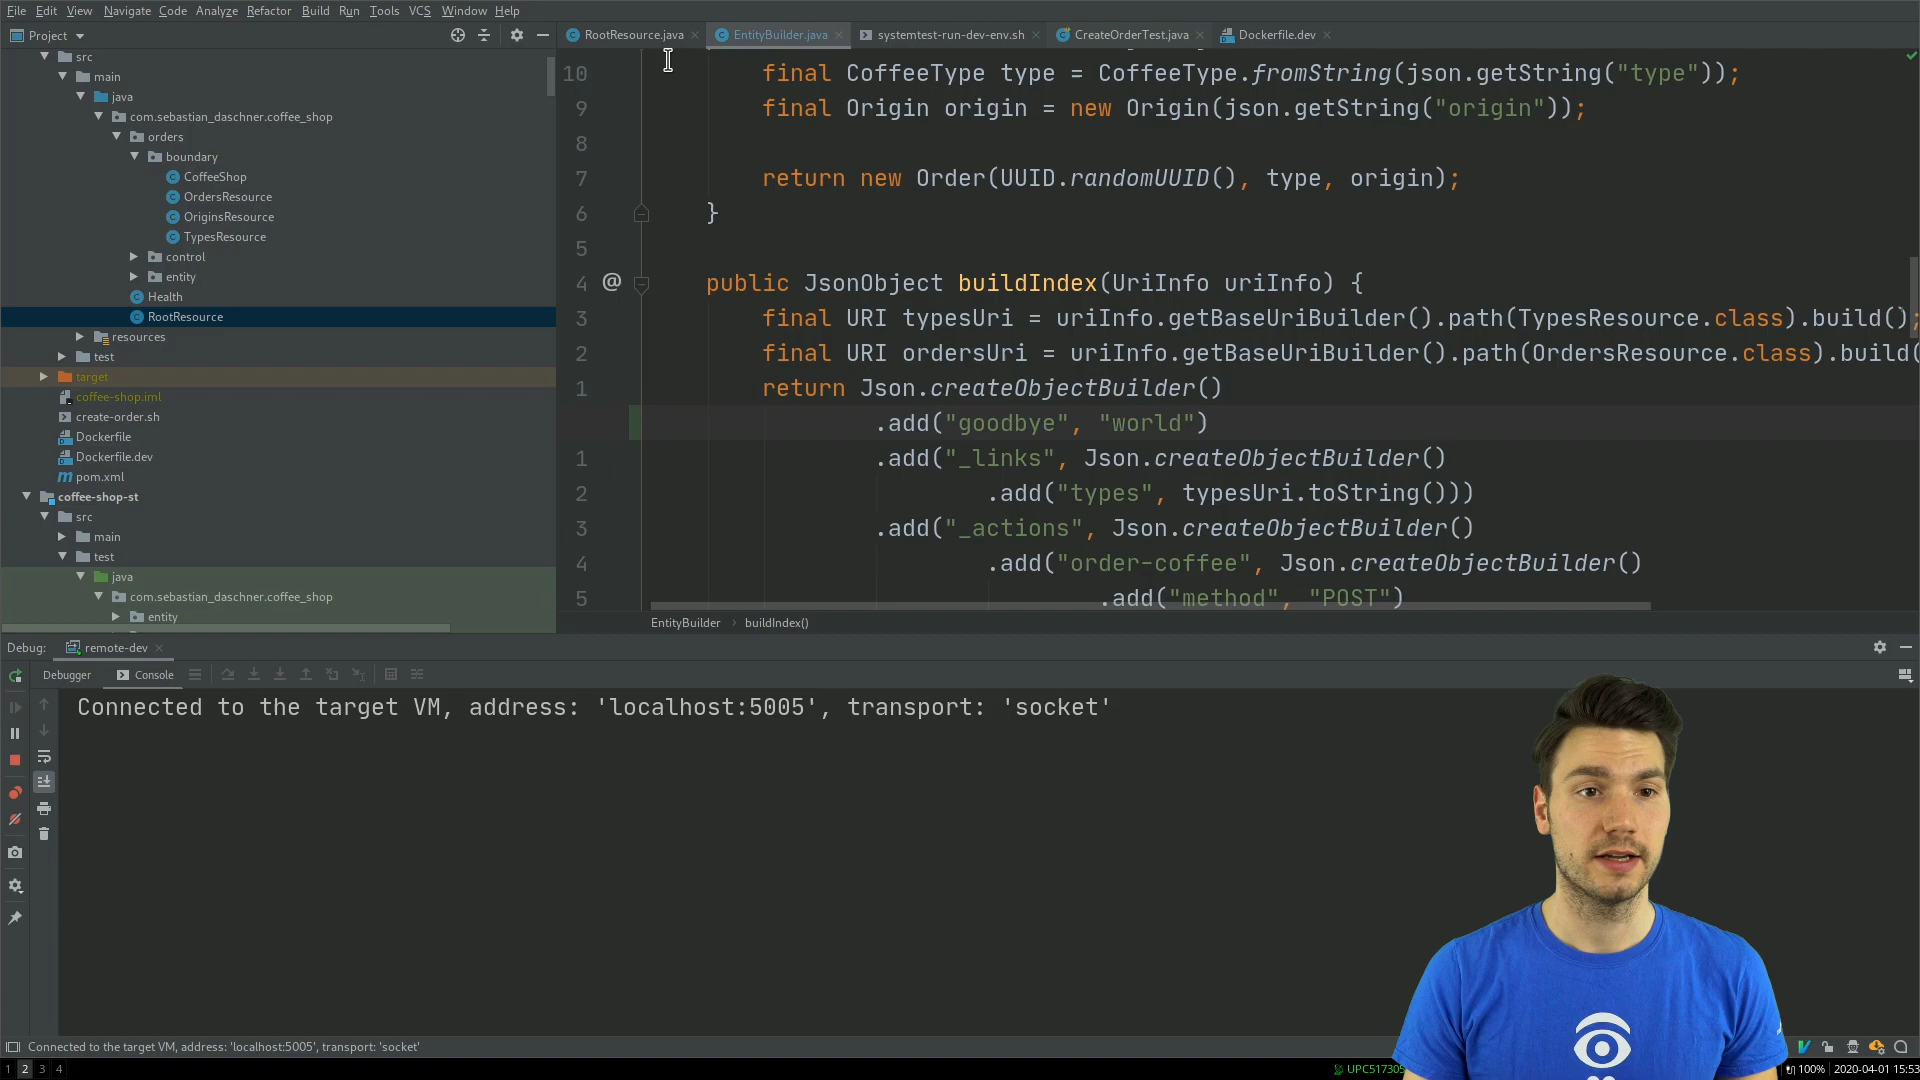 File Edit View Navigate Code Analyze Refactor Build Run Tools VCS Window Help
Project
RootResource.java EntityBuilder.java systemtest-run-dev-env.sh CreateOrderTest.java Dockerfile.dev
src
main
java
com.sebastian_daschner.coffee_shop
orders
boundary
CoffeeShop
OrdersResource
OriginsResource
TypesResource
control
entity
Health
RootResource
resources
test
target
coffee-shop.iml
create-order.sh
Dockerfile
Dockerfile.dev
pom.xml
coffee-shop-st
src
main
test
java
com.sebastian_daschner.coffee_shop
entity
10 final CoffeeType type = CoffeeType.fromString(json.getString("type"));
9 final Origin origin = new Origin(json.getString("origin"));
8
7 return new Order(UUID.randomUUID(), type, origin);
6 }
5
4 @ public JsonObject buildIndex(UriInfo uriInfo) {
3 final URI typesUri = uriInfo.getBaseUriBuilder().path(TypesResource.class).build();
2 final URI ordersUri = uriInfo.getBaseUriBuilder().path(OrdersResource.class).build(
1 return Json.createObjectBuilder()
.add("goodbye", "world")
1 .add("_links", Json.createObjectBuilder()
2 .add("types", typesUri.toString()))
3 .add("_actions", Json.createObjectBuilder()
4 .add("order-coffee", Json.createObjectBuilder()
5 .add("method", "POST")
EntityBuilder › buildIndex()
Debug: remote-dev
Debugger Console
Connected to the target VM, address: 'localhost:5005', transport: 'socket'
Connected to the target VM, address: 'localhost:5005', transport: 'socket'
1 2 3 4
UPC517305 100% 2020-04-01 15:53